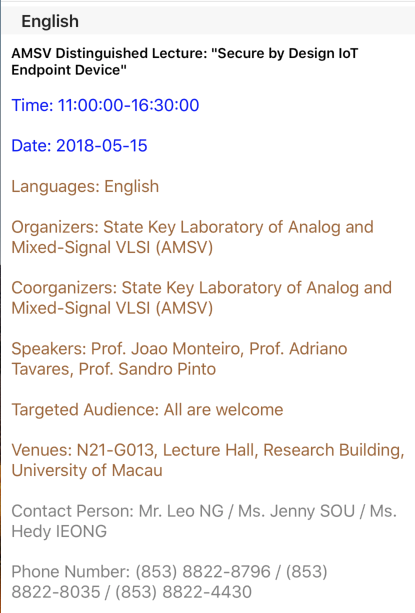 English
AMSV Distinguished Lecture: "Secure by Design IoT
Endpoint Device"
Time: 11:00:00-16:30:00
Date: 2018-05-15
Languages: English
Organizers: State Key Laboratory of Analog and
Mixed-Signal VLSI (AMSV)
Coorganizers: State Key Laboratory of Analog and
Mixed-Signal VLSI (AMSV)
Speakers: Prof. Joao Monteiro, Prof. Adriano
Tavares, Prof. Sandro Pinto
Targeted Audience: All are welcome
Venues: N21-G013, Lecture Hall, Research Building,
University of Macau
Contact Person: Mr. Leo NG / Ms. Jenny SOU / Ms.
Hedy IEONG
Phone Number: (853) 8822-8796 / (853)
8822-8035 / (853) 8822-4430